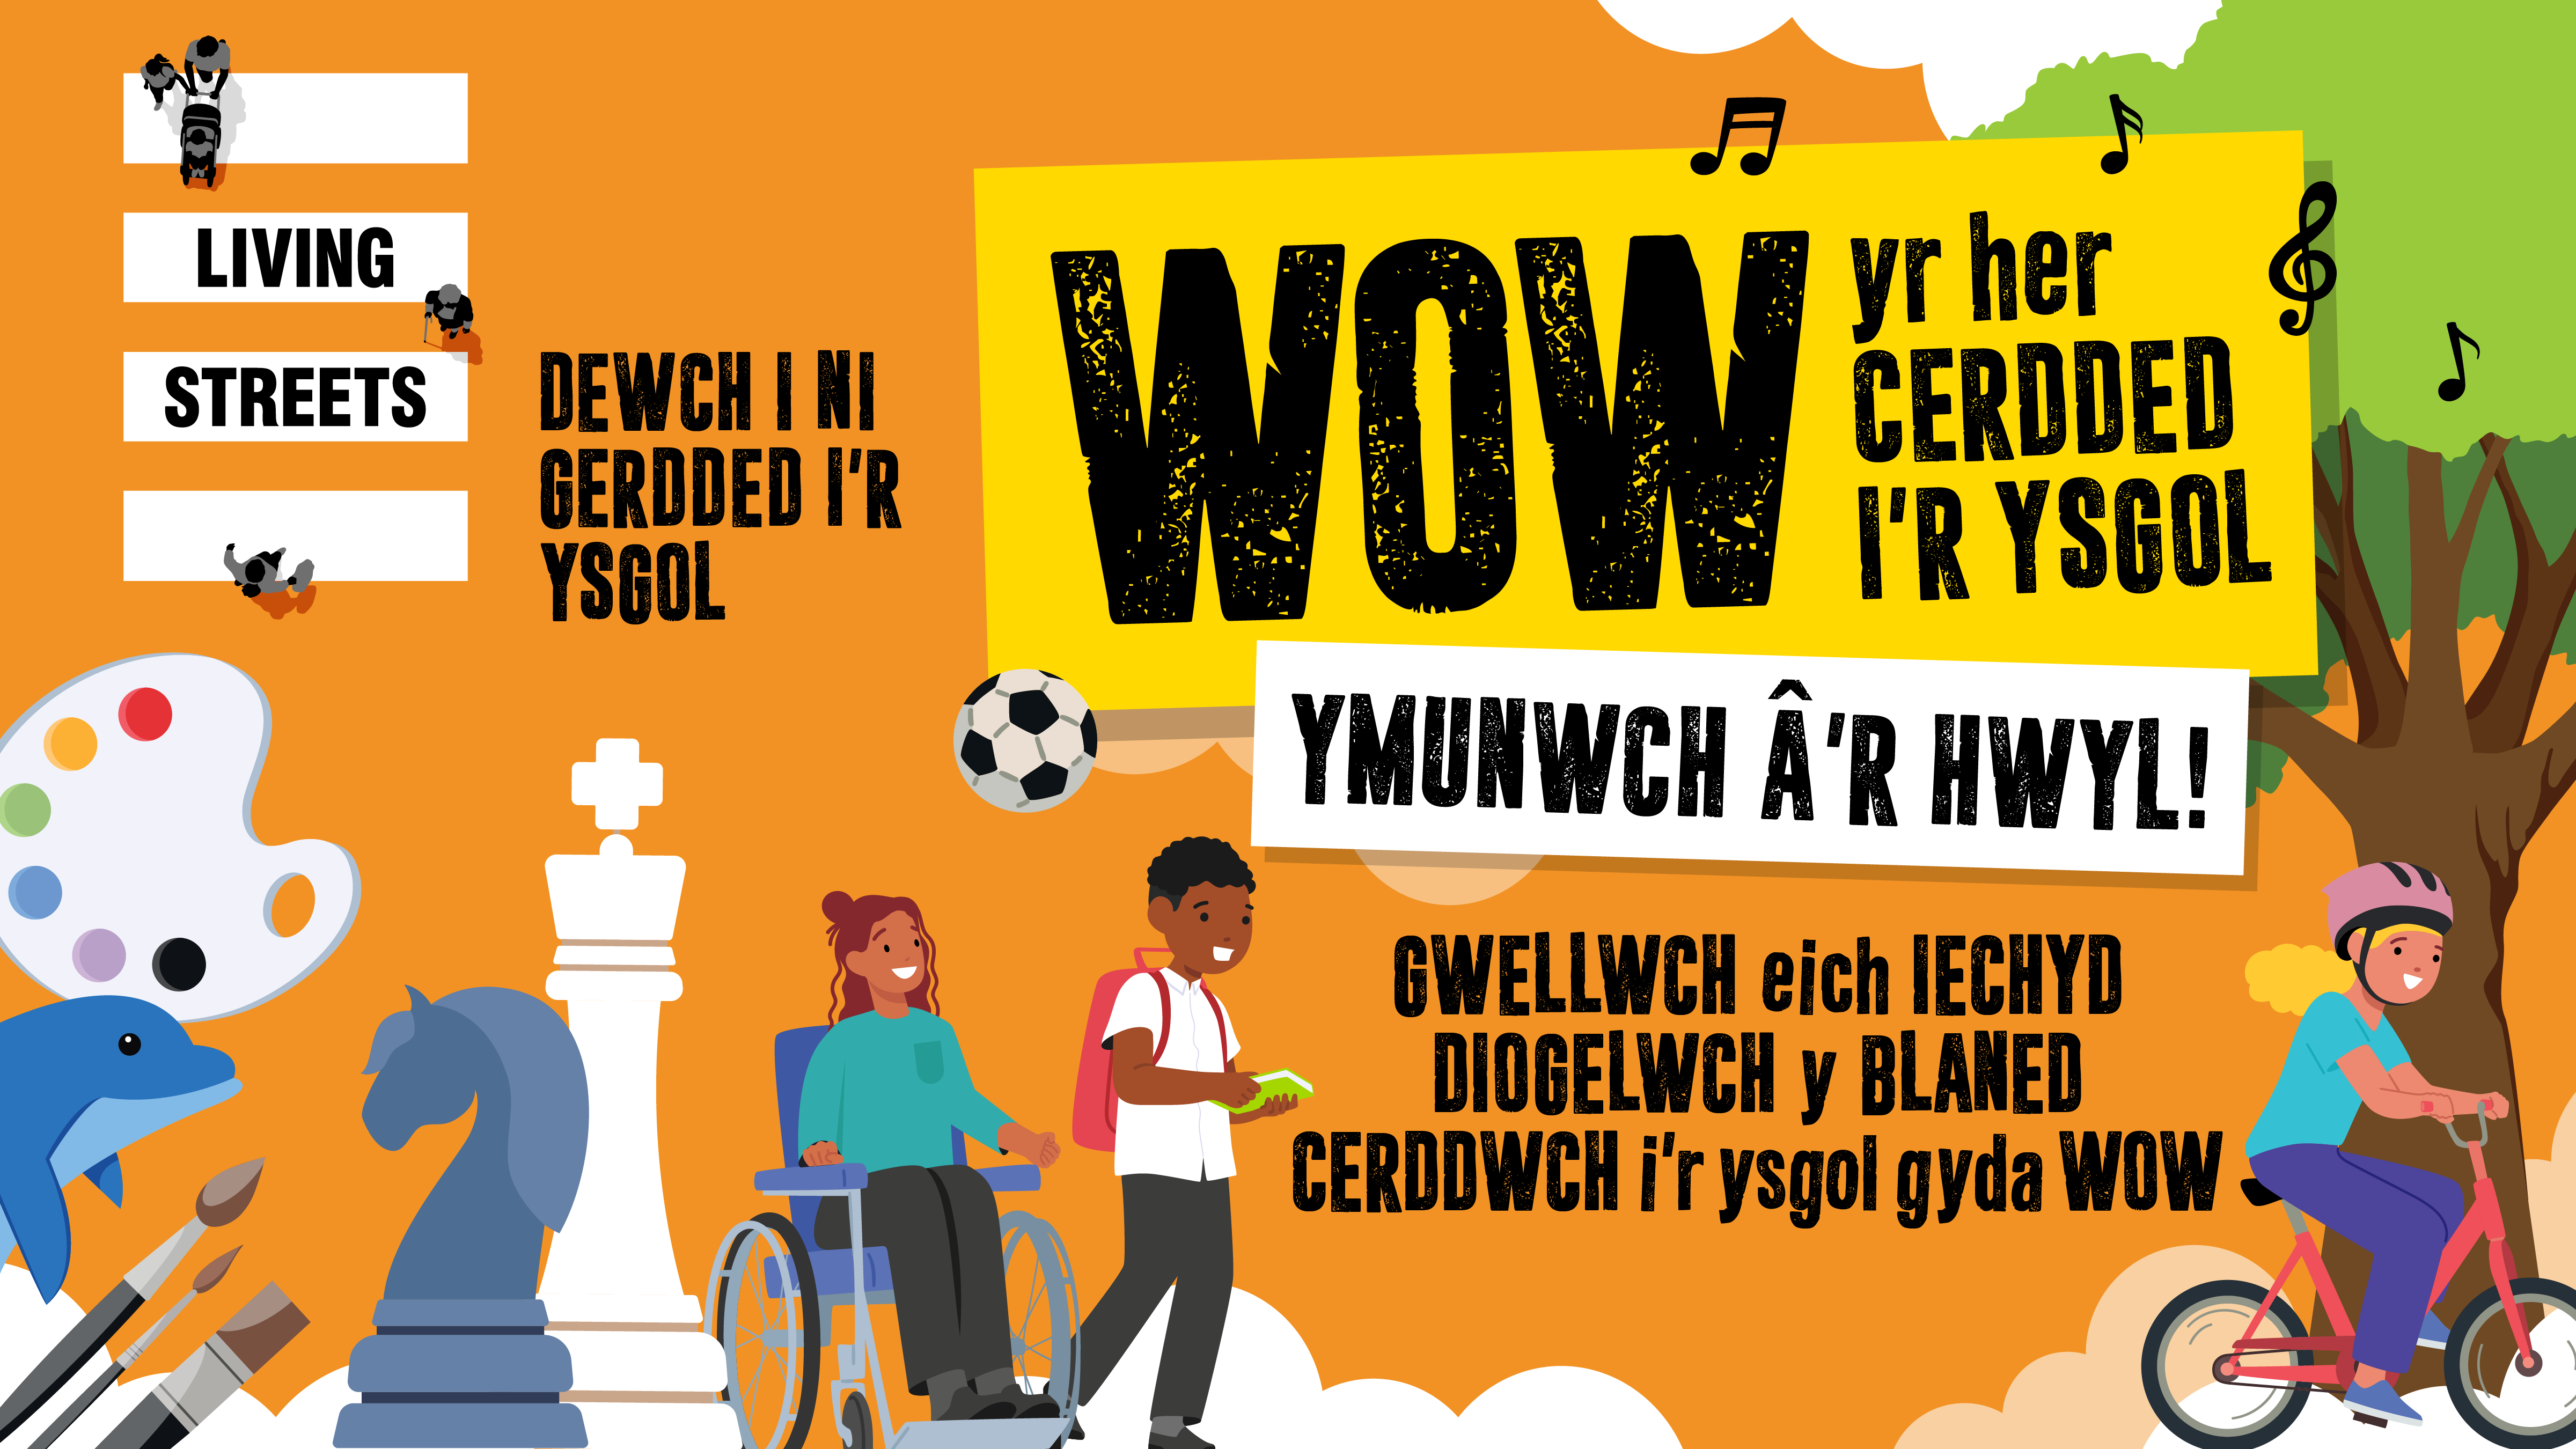 LIVING
STREETS
DEWCH I NI
GERDDED I'R
YSGOL
WOW
yr her
CERDDED
I'R YSGOL
YMUNWCH Â'R HWYL!
GWELLWCH eich IECHYD
DIOGELWCH y BLANED
CERDDWCH i'r ysgol gyda WOW